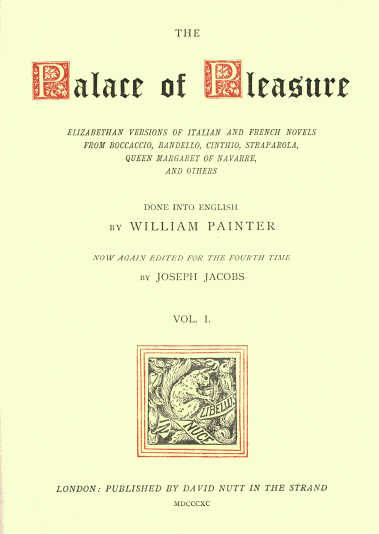 THE
Palace of Pleasure
ELIZABETHAN VERSIONS OF ITALIAN AND FRENCH NOVELS
FROM BOCCACCIO, BANDELLO, CINTHIO, STRAPAROLA,
QUEEN MARGARET OF NAVARRE,
AND OTHERS
DONE INTO ENGLISH
BY WILLIAM PAINTER
NOW AGAIN EDITED FOR THE FOURTH TIME
BY JOSEPH JACOBS
VOL. I.
IN NUCE LIBELLUS
LONDON: PUBLISHED BY DAVID NUTT IN THE STRAND
MDCCCXC